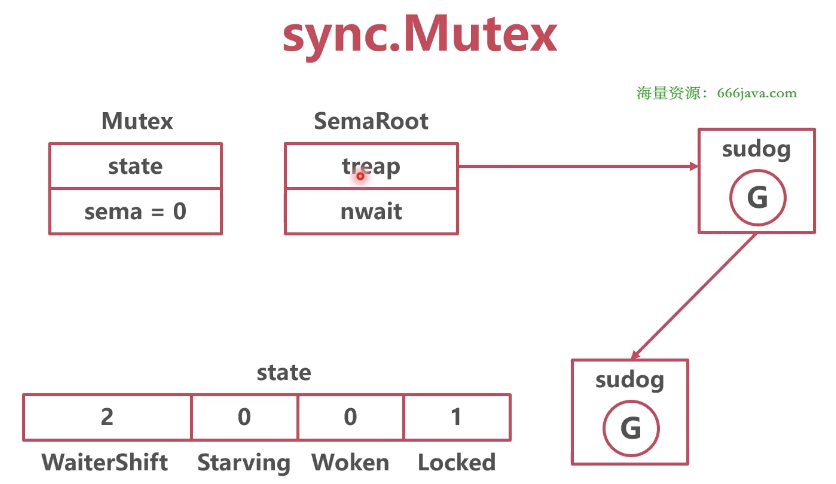 sync.Mutex
海量资源：666java.com
Mutex
state
sema = 0
SemaRoot
treap
nwait
sudog
G
sudog
G
state
2 0 0 1
WaiterShift Starving Woken Locked